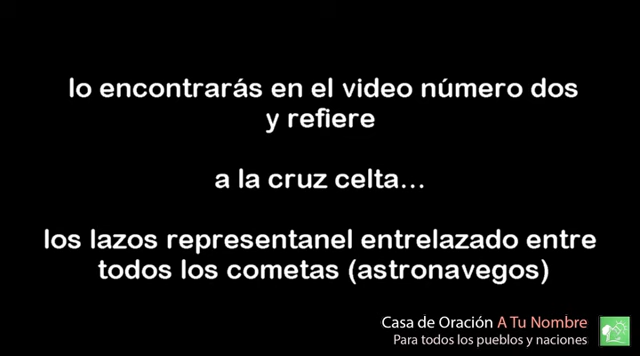 lo encontrarás en el video número dos
y refiere
a la cruz celta...
los lazos representanel entrelazado entre
todos los cometas (astronavegos)
Casa de Oración A Tu Nombre
Para todos los pueblos y naciones